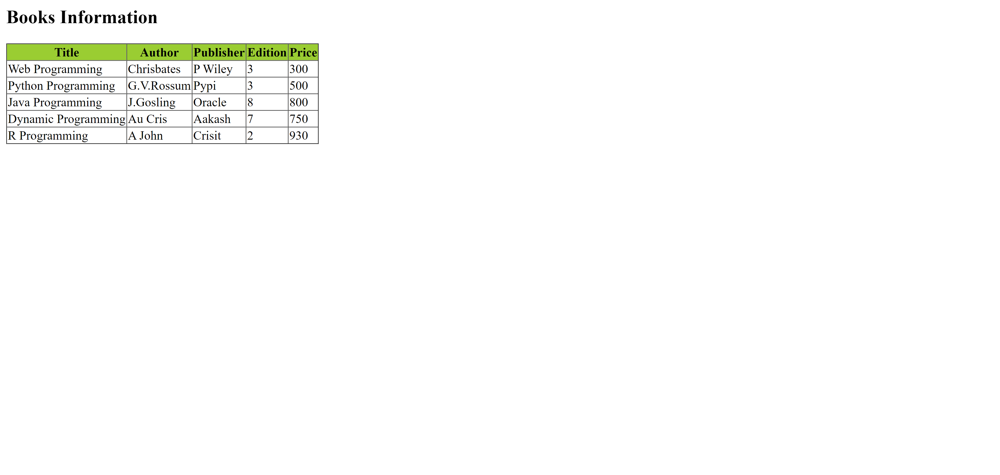 Books Information
Title Author Publisher Edition Price
Web Programming Chrisbates P Wiley 3 300
Python Programming G.V.Rossum Pypi 3 500
Java Programming J.Gosling Oracle 8 800
Dynamic Programming Au Cris Aakash 7 750
R Programming A John Crisit 2 930